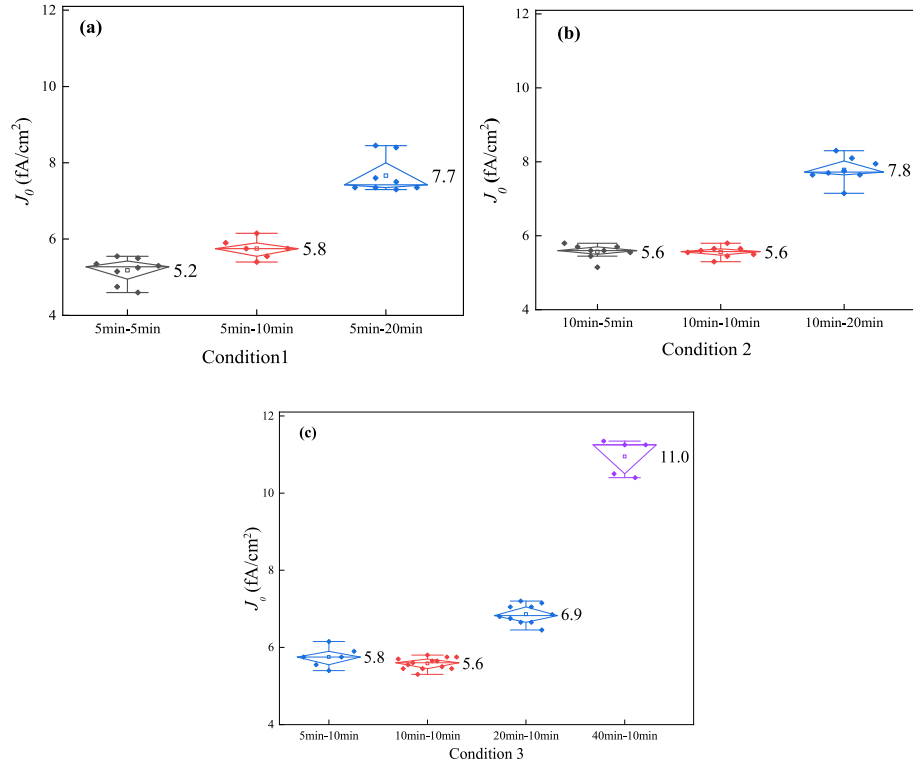 (a)
12
10
8
6
4
J₀ (fA/cm²)
5.2
5.8
7.7
5min-5min
5min-10min
5min-20min
Condition1
(b)
12
10
8
6
4
J₀ (fA/cm²)
5.6
5.6
7.8
10min-5min
10min-10min
10min-20min
Condition 2
(c)
12
10
8
6
4
J₀ (fA/cm²)
5.8
5.6
6.9
11.0
5min-10min
10min-10min
20min-10min
40min-10min
Condition 3